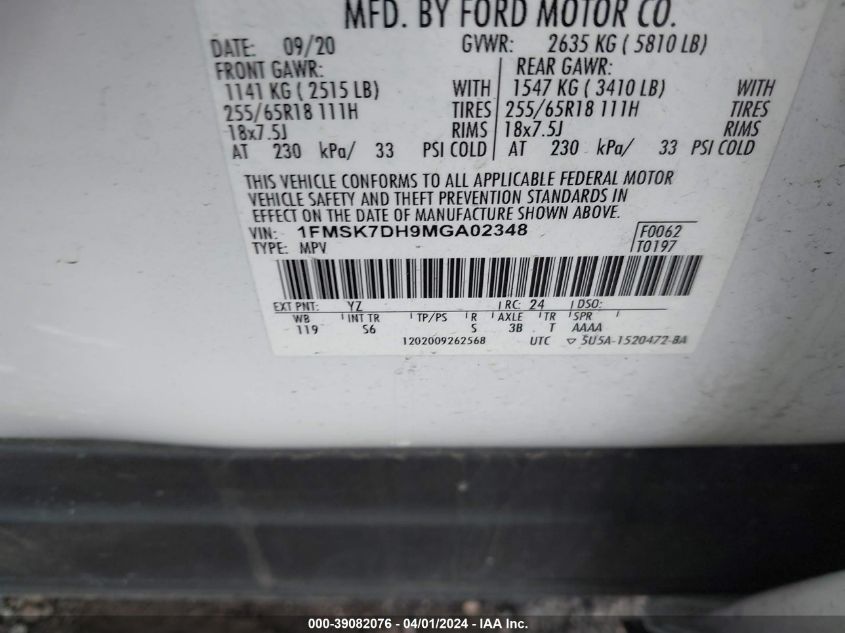 MFD. BY FORD MOTOR CO.
DATE: 09/20 GVWR: 2635 KG ( 5810 LB)
FRONT GAWR: REAR GAWR:
1141 KG ( 2515 LB) WITH 1547 KG ( 3410 LB) WITH
255/65R18 111H TIRES 255/65R18 111H TIRES
18x7.5J RIMS 18x7.5J RIMS
AT 230 kPa/ 33 PSI COLD AT 230 kPa/ 33 PSI COLD
THIS VEHICLE CONFORMS TO ALL APPLICABLE FEDERAL MOTOR
VEHICLE SAFETY AND THEFT PREVENTION STANDARDS IN
EFFECT ON THE DATE OF MANUFACTURE SHOWN ABOVE.
VIN: 1FMSK7DH9MGA02348 F0062
TYPE: MPV T0197
EXT PNT: YZ RC: 24 DSO:
WB INT TR TP/PS R AXLE TR SPR
119 S6 S 3B T AAAA
1202009262568 UTC ▽ 5U5A-1520472-BA
000-39082076 - 04/01/2024 - IAA Inc.